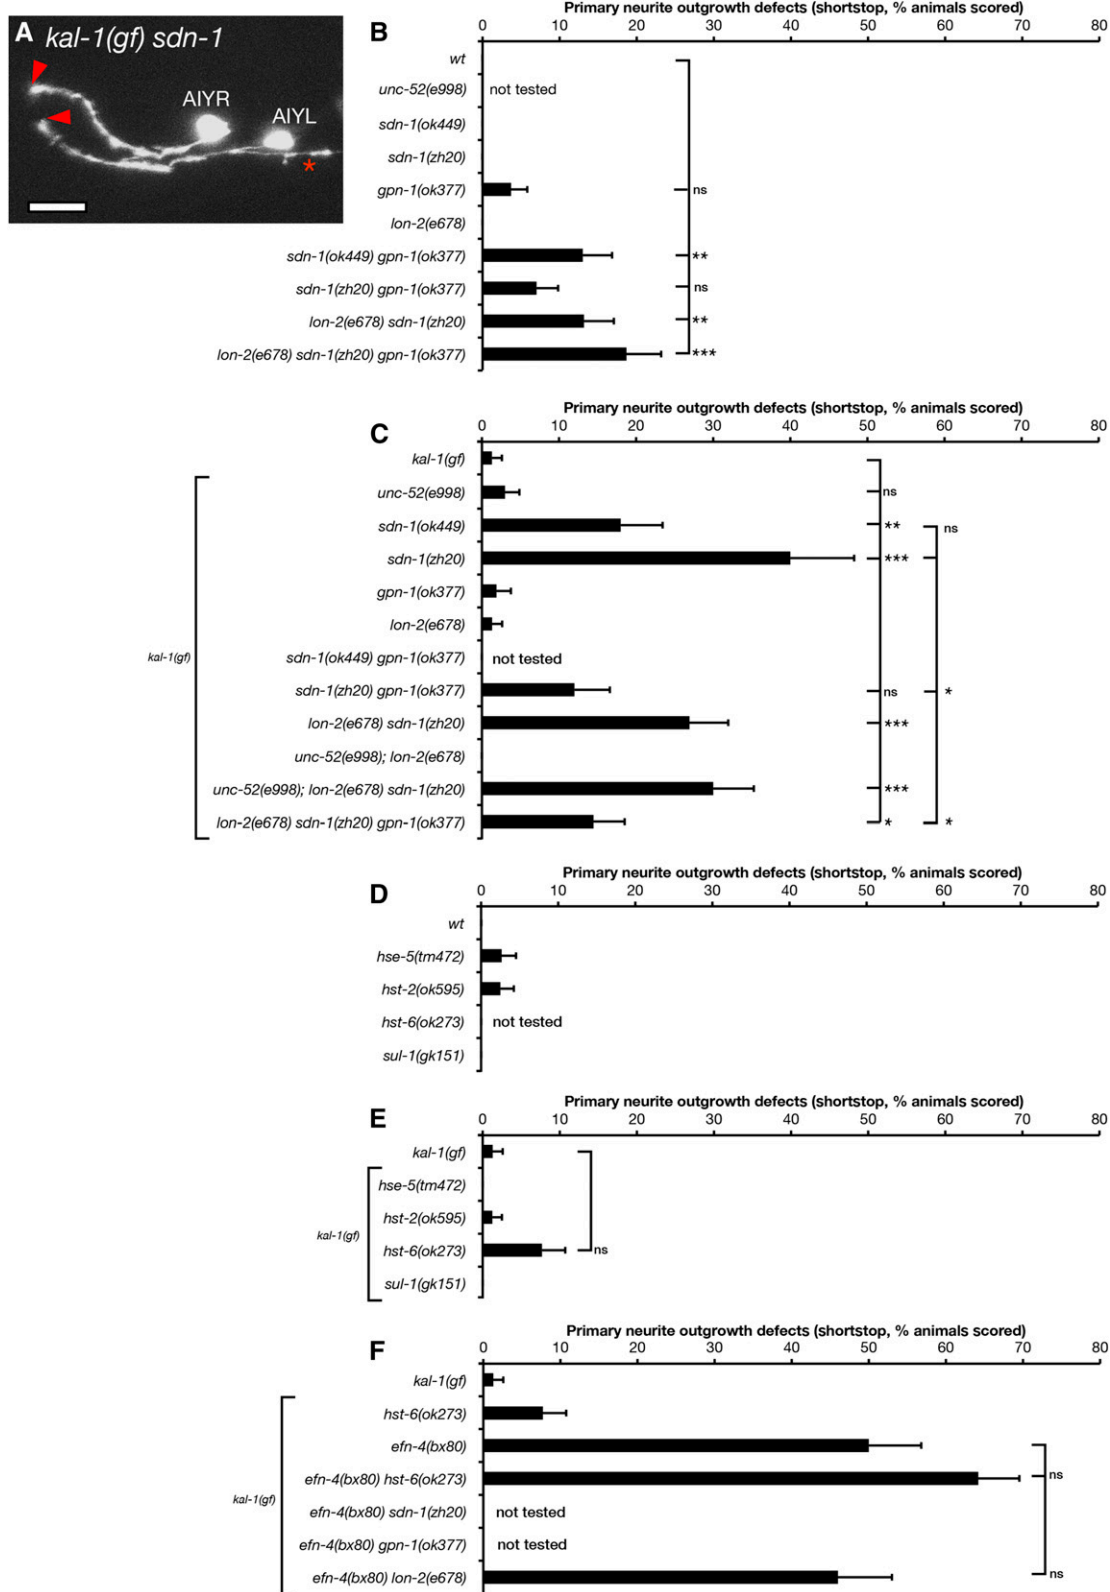 A kal-1(gf) sdn-1
AIYR
AIYL
*
Primary neurite outgrowth defects (shortstop, % animals scored)
B 0 10 20 30 40 50 60 70 80
wt
unc-52(e998) not tested
sdn-1(ok449)
sdn-1(zh20)
gpn-1(ok377) ns
lon-2(e678)
sdn-1(ok449) gpn-1(ok377) **
sdn-1(zh20) gpn-1(ok377) ns
lon-2(e678) sdn-1(zh20) **
lon-2(e678) sdn-1(zh20) gpn-1(ok377) ***
Primary neurite outgrowth defects (shortstop, % animals scored)
C 0 10 20 30 40 50 60 70 80
kal-1(gf)
unc-52(e998) ns
sdn-1(ok449) ** ns
sdn-1(zh20) ***
gpn-1(ok377)
lon-2(e678)
kal-1(gf) sdn-1(ok449) gpn-1(ok377) not tested
sdn-1(zh20) gpn-1(ok377) ns *
lon-2(e678) sdn-1(zh20) ***
unc-52(e998); lon-2(e678)
unc-52(e998); lon-2(e678) sdn-1(zh20) ***
lon-2(e678) sdn-1(zh20) gpn-1(ok377) * *
Primary neurite outgrowth defects (shortstop, % animals scored)
D 0 10 20 30 40 50 60 70 80
wt
hse-5(tm472)
hst-2(ok595)
hst-6(ok273) not tested
sul-1(gk151)
Primary neurite outgrowth defects (shortstop, % animals scored)
E 0 10 20 30 40 50 60 70 80
kal-1(gf)
hse-5(tm472)
hst-2(ok595)
kal-1(gf)
hst-6(ok273) ns
sul-1(gk151)
Primary neurite outgrowth defects (shortstop, % animals scored)
F 0 10 20 30 40 50 60 70 80
kal-1(gf)
hst-6(ok273)
efn-4(bx80)
efn-4(bx80) hst-6(ok273) ns
kal-1(gf)
efn-4(bx80) sdn-1(zh20) not tested
efn-4(bx80) gpn-1(ok377) not tested
efn-4(bx80) lon-2(e678) ns